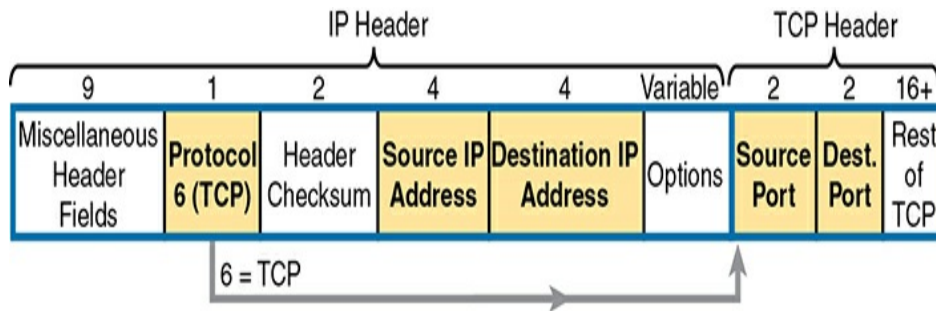 IP Header
TCP Header
9 1 2 4 4 Variable 2 2 16+
Miscellaneous
Header
Fields
Protocol
6 (TCP)
Header
Checksum
Source IP
Address
Destination IP
Address
Options
Source
Port
Dest.
Port
Rest
of
TCP
6 = TCP